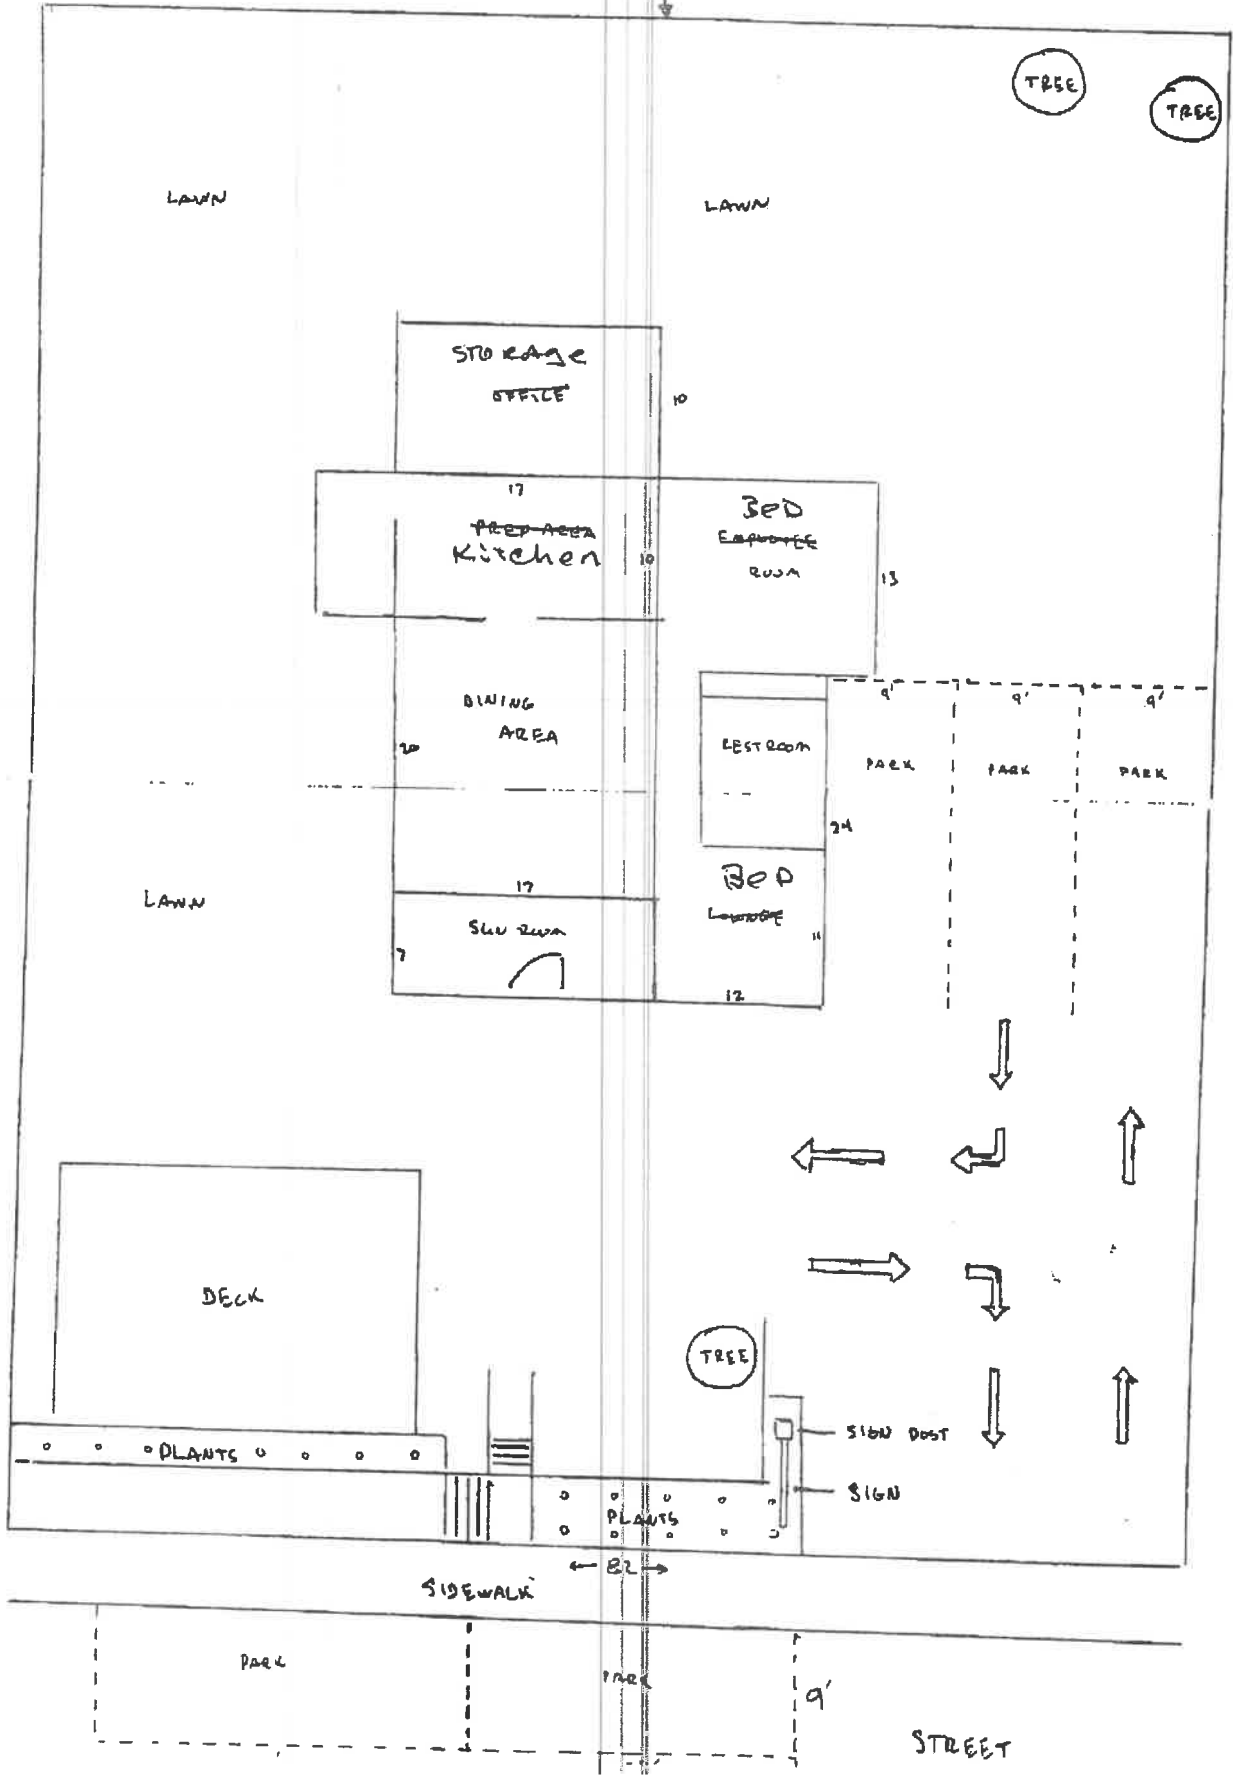 TREE
TREE
LAWN
LAWN
STORAge
OFFICE
10
17
PREP AREA
Kitchen
10
BeD
EMPLOYEE
ROOM
13
DINING
AREA
20
RESTROOM
9'
9'
9'
PARK
PARK
PARK
24
LAWN
17
SUN ROOM
7
BeD
LOUNGE
11
12
DECK
TREE
SIGN POST
SIGN
PLANTS
PLANTS
82
SIDEWALK
PARK
PARK
9'
STREET